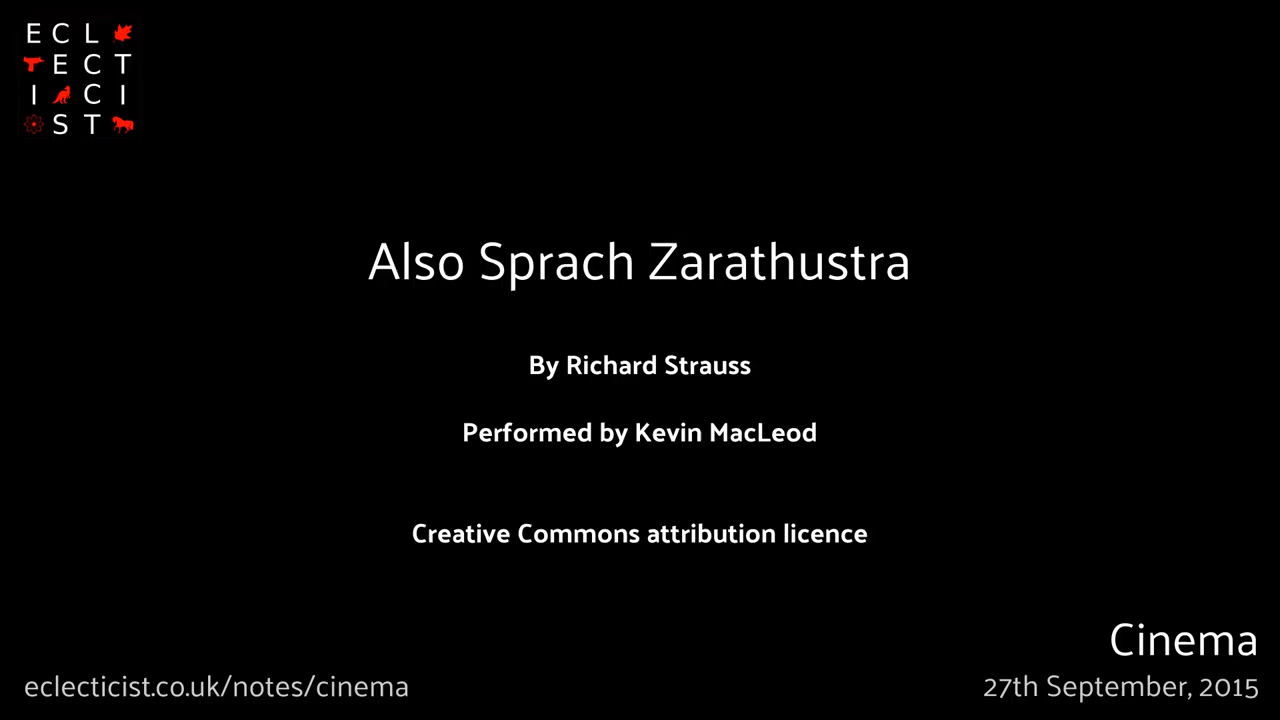 E C L
E C T
I C I
S T
Also Sprach Zarathustra
By Richard Strauss
Performed by Kevin MacLeod
Creative Commons attribution licence
Cinema
eclecticist.co.uk/notes/cinema
27th September, 2015